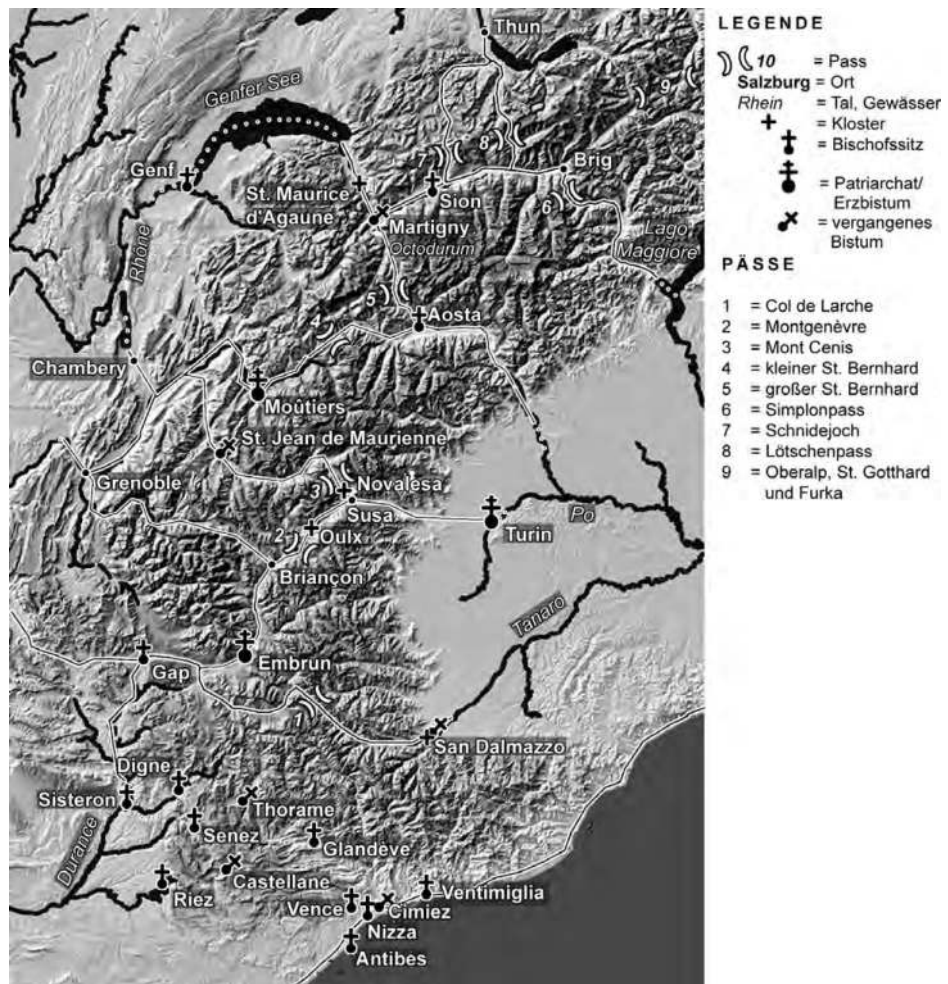 Thun
Genfer See
Genf
St. Maurice
d'Agaune
Sion
Brig
Martigny
Octodurum
Lago
Maggiore
Rhône
Aosta
Chambery
Moûtiers
St. Jean de Maurienne
Grenoble
Novalesa
Susa
Oulx
Turin
Po
Briançon
Tanaro
Embrun
Gap
San Dalmazzo
Digne
Sisteron
Thorame
Senez
Glandève
Durance
Castellane
Riez
Ventimiglia
Vence
Cimiez
Nizza
Antibes
1
2
3
4
5
6
7
8
9
LEGENDE
10 = Pass
Salzburg = Ort
Rhein = Tal, Gewässer
= Kloster
= Bischofssitz
= Patriarchat/
Erzbistum
= vergangenes
Bistum
PÄSSE
1 = Col de Larche
2 = Montgenèvre
3 = Mont Cenis
4 = kleiner St. Bernhard
5 = großer St. Bernhard
6 = Simplonpass
7 = Schnidejoch
8 = Lötschenpass
9 = Oberalp, St. Gotthard
und Furka